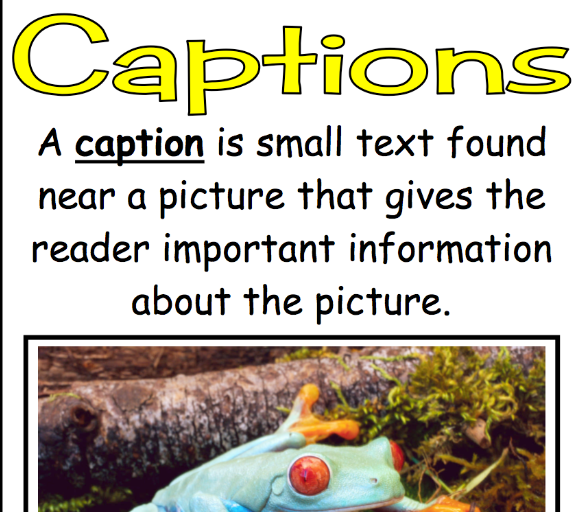 Captions
A caption is small text found
near a picture that gives the
reader important information
about the picture.